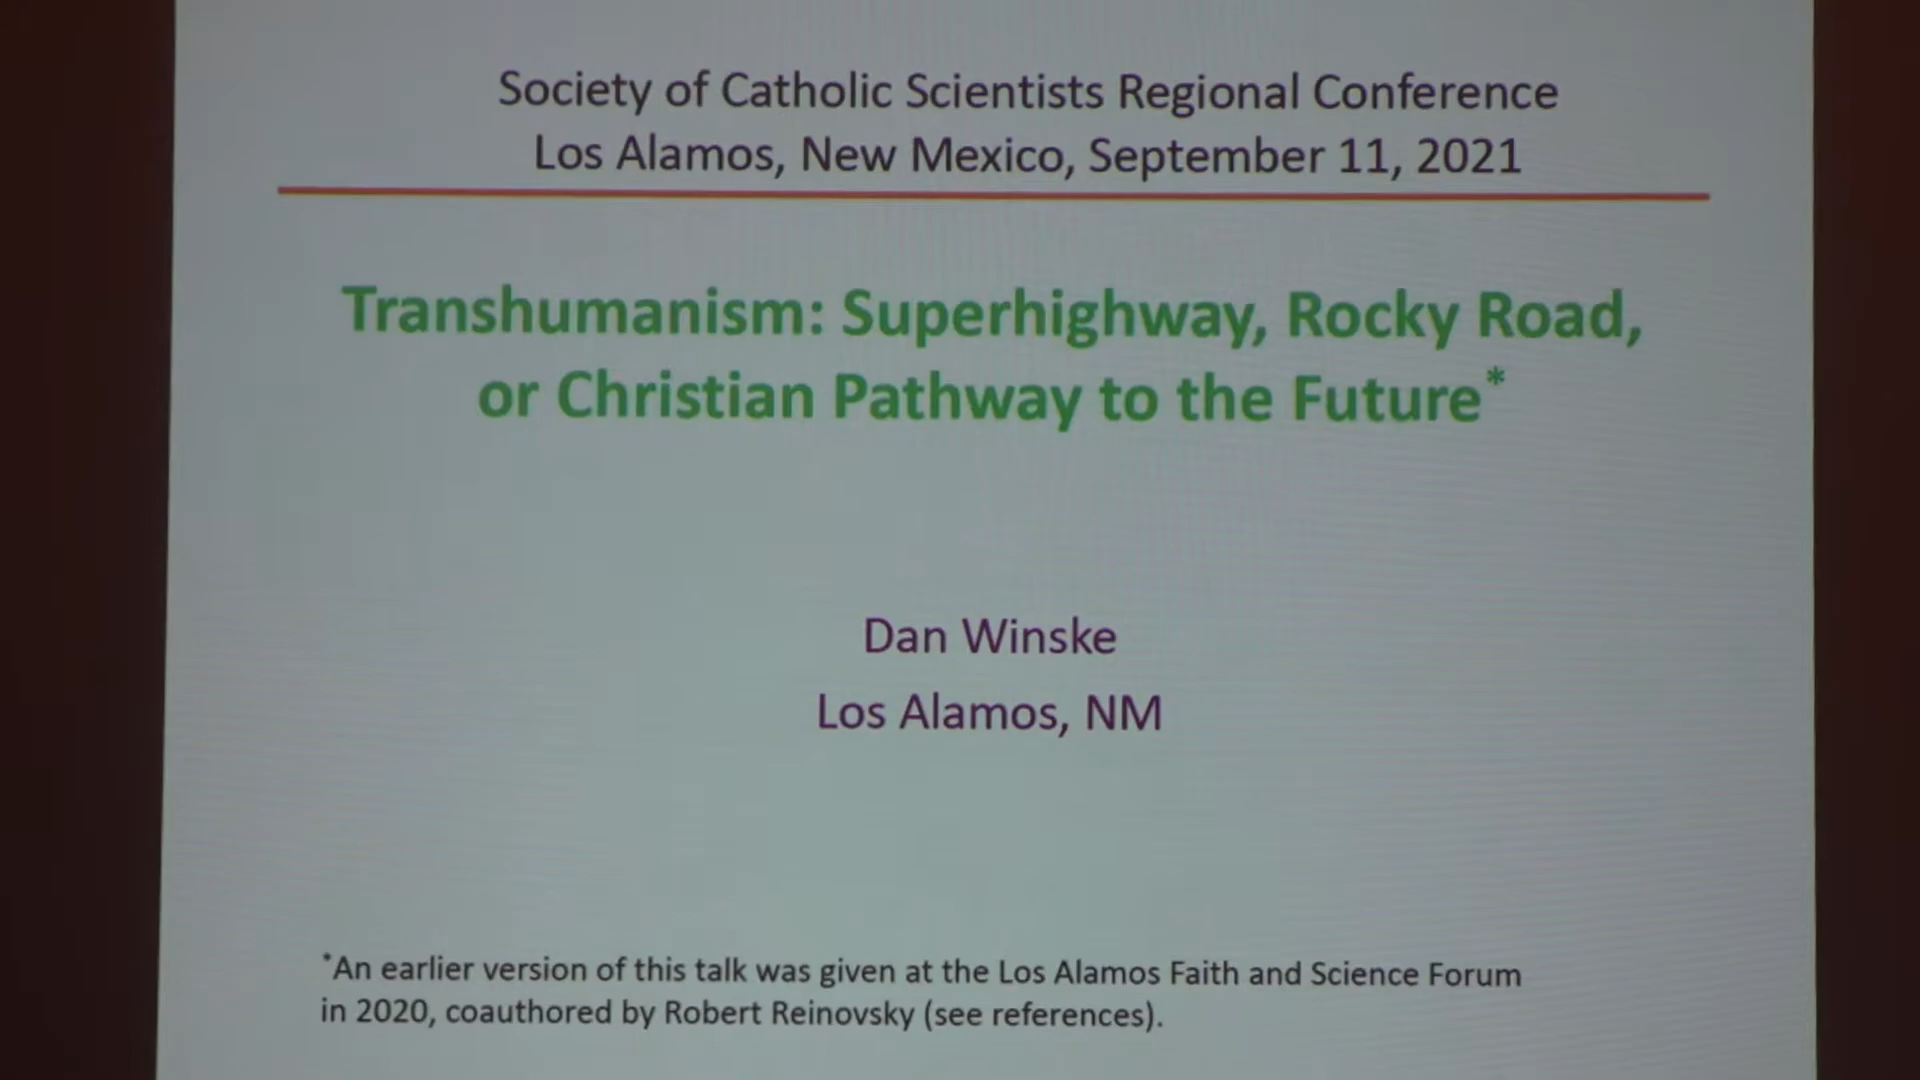 Society of Catholic Scientists Regional Conference
Los Alamos, New Mexico, September 11, 2021
Transhumanism: Superhighway, Rocky Road,
or Christian Pathway to the Future*
Dan Winske
Los Alamos, NM
*An earlier version of this talk was given at the Los Alamos Faith and Science Forum
in 2020, coauthored by Robert Reinovsky (see references).